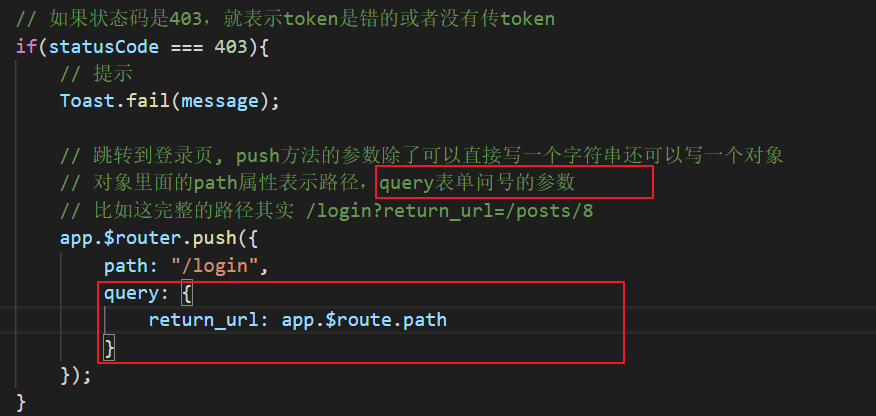 // 如果状态码是403，就表示token是错的或者没有传token
if(statusCode === 403){
// 提示
Toast.fail(message);
// 跳转到登录页, push方法的参数除了可以直接写一个字符串还可以写一个对象
// 对象里面的path属性表示路径，query表单问号的参数
// 比如这完整的路径其实 /login?return_url=/posts/8
app.$router.push({
path: "/login",
query: {
return_url: app.$route.path
}
});
}